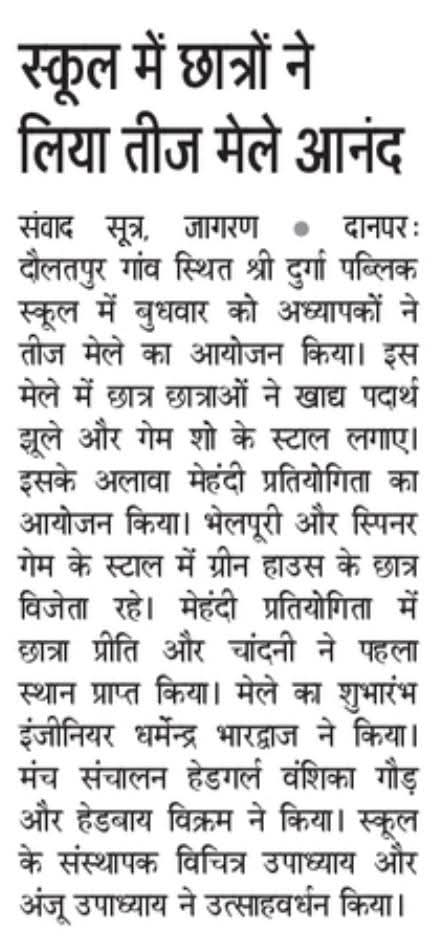 स्कूल में छात्रों ने
लिया तीज मेले आनंद
संवाद सूत्र, जागरण ● दानपरः
दौलतपुर गांव स्थित श्री दुर्गा पब्लिक
स्कूल में बुधवार को अध्यापकों ने
तीज मेले का आयोजन किया। इस
मेले में छात्र छात्राओं ने खाद्य पदार्थ
झूले और गेम शो के स्टाल लगाए।
इसके अलावा मेहंदी प्रतियोगिता का
आयोजन किया। भेलपूरी और स्पिनर
गेम के स्टाल में ग्रीन हाउस के छात्र
विजेता रहे। मेहंदी प्रतियोगिता में
छात्रा प्रीति और चांदनी ने पहला
स्थान प्राप्त किया। मेले का शुभारंभ
इंजीनियर धर्मेन्द्र भारद्वाज ने किया।
मंच संचालन हेडगर्ल वंशिका गौड़
और हेडबाय विक्रम ने किया। स्कूल
के संस्थापक विचित्र उपाध्याय और
अंजू उपाध्याय ने उत्साहवर्धन किया।